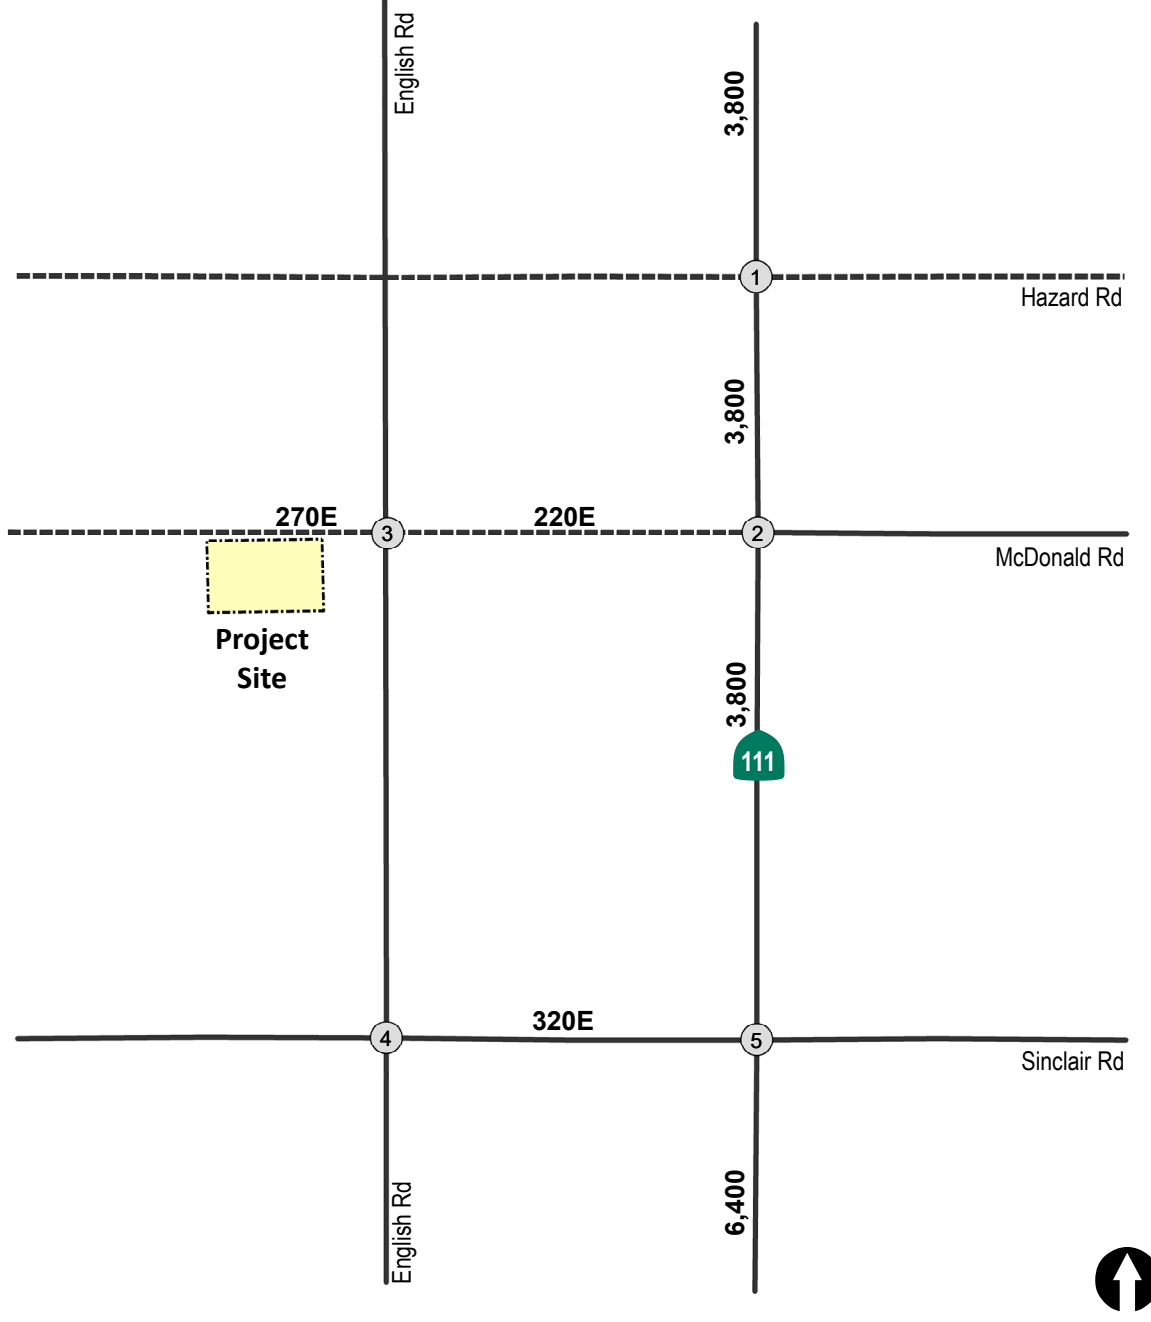 English Rd
3,800
1
Hazard Rd
3,800
270E
3
220E
2
McDonald Rd
Project
Site
3,800
111
320E
4
5
Sinclair Rd
6,400
English Rd